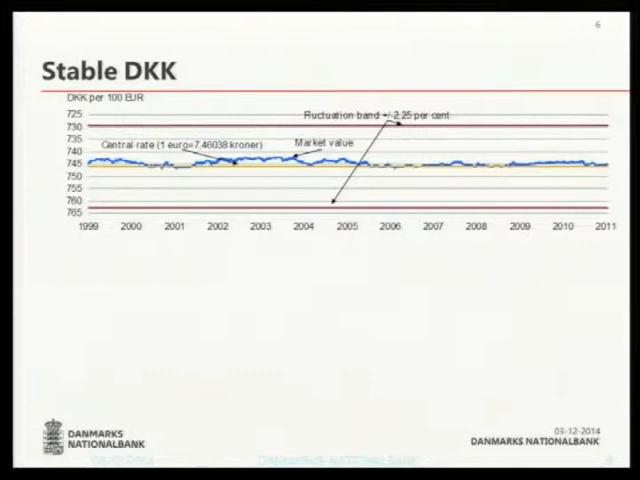 6
Stable DKK
DKK per 100 EUR
Fluctuation band +/-2,25 per cent
Central rate (1 euro=7,46038 kroner)
Market value
725
730
735
740
745
750
755
760
765
1999 2000 2001 2002 2003 2004 2005 2006 2007 2008 2009 2010 2011
DANMARKS
NATIONALBANK
03-12-2014
DANMARKS NATIONALBANK